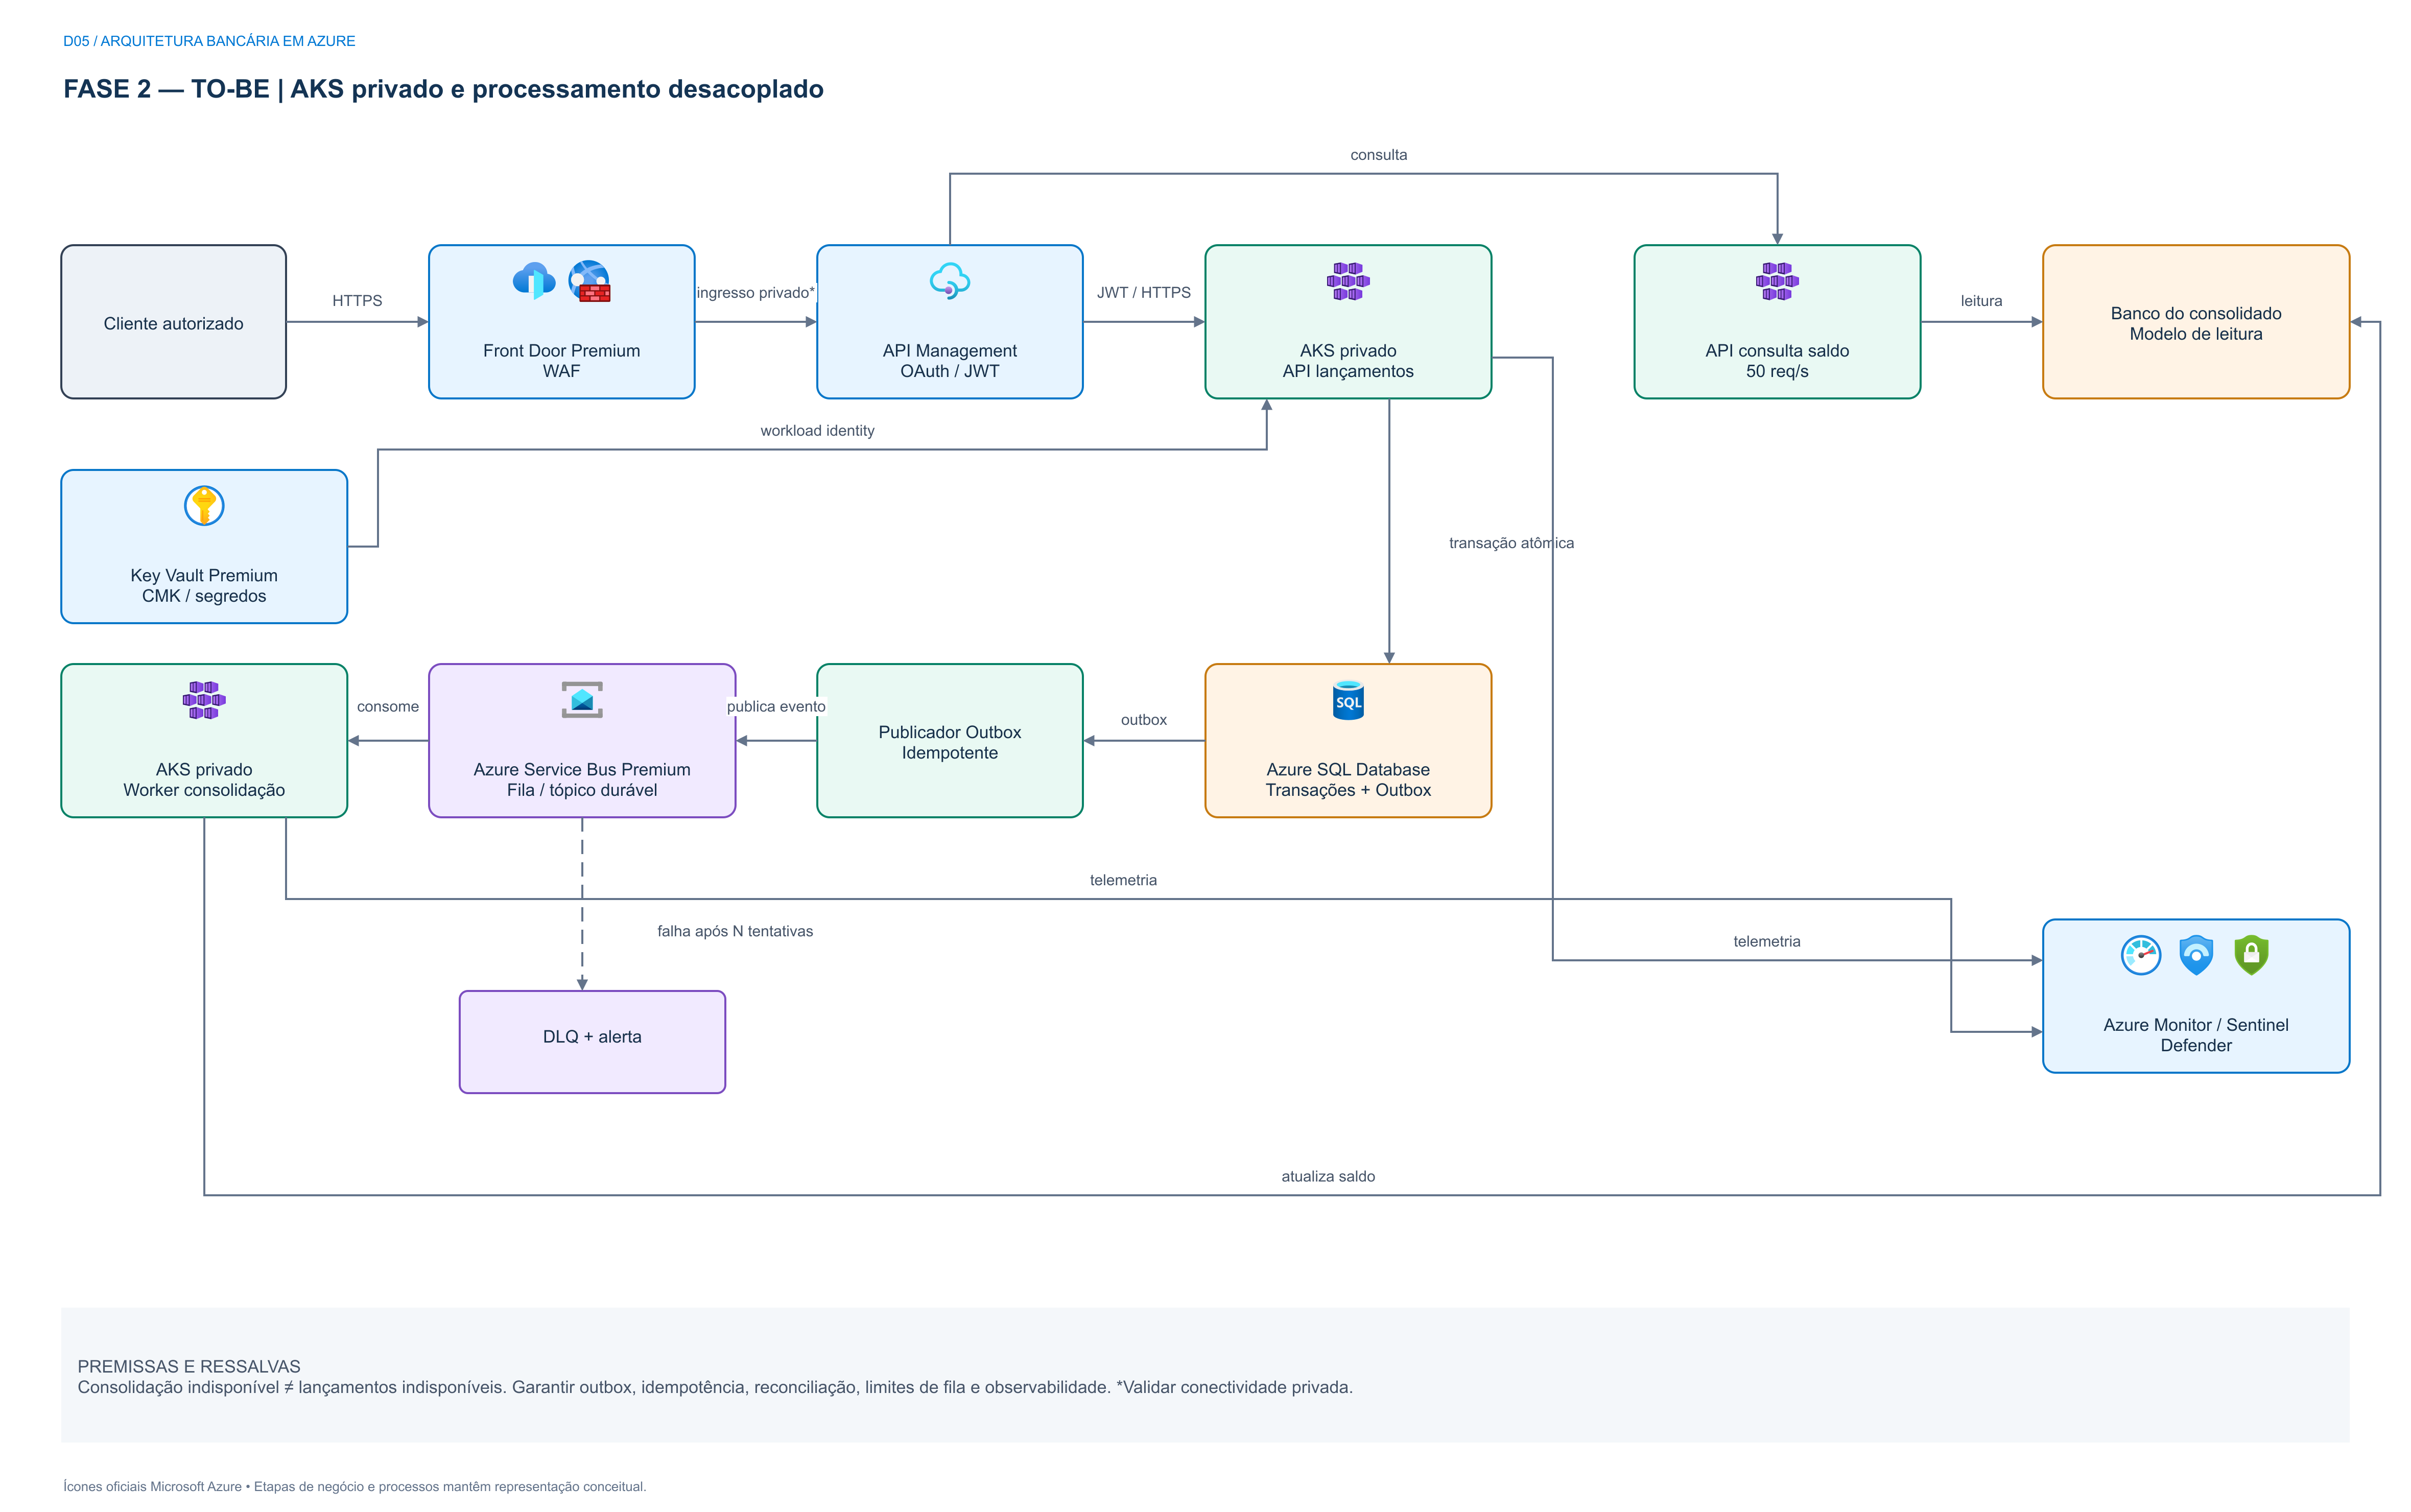 D05 / ARQUITETURA BANCÁRIA EM AZURE
FASE 2 — TO-BE | AKS privado e processamento desacoplado
consulta
Cliente autorizado
HTTPS
Front Door Premium
WAF
ingresso privado*
API Management
OAuth / JWT
JWT / HTTPS
AKS privado
API lançamentos
API consulta saldo
50 req/s
leitura
Banco do consolidado
Modelo de leitura
workload identity
Key Vault Premium
CMK / segredos
transação atômica
AKS privado
Worker consolidação
consome
Azure Service Bus Premium
Fila / tópico durável
publica evento
Publicador Outbox
Idempotente
outbox
SQL
Azure SQL Database
Transações + Outbox
telemetria
falha após N tentativas
telemetria
DLQ + alerta
Azure Monitor / Sentinel
Defender
atualiza saldo
PREMISSAS E RESSALVAS
Consolidação indisponível ≠ lançamentos indisponíveis. Garantir outbox, idempotência, reconciliação, limites de fila e observabilidade. *Validar conectividade privada.
Ícones oficiais Microsoft Azure • Etapas de negócio e processos mantêm representação conceitual.